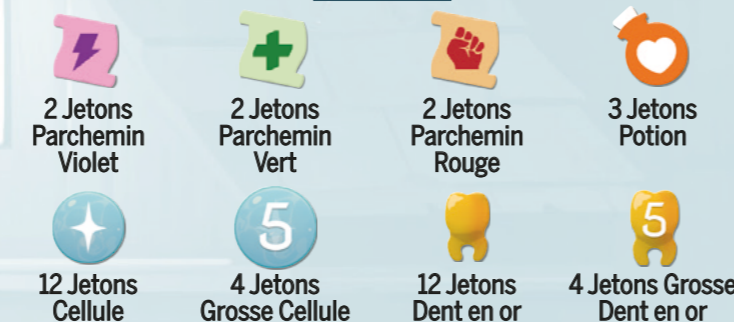 2 Jetons
Parchemin
Violet
2 Jetons
Parchemin
Vert
2 Jetons
Parchemin
Rouge
3 Jetons
Potion
5
5
12 Jetons
Cellule
4 Jetons
Grosse Cellule
12 Jetons
Dent en or
4 Jetons Grosse
Dent en or